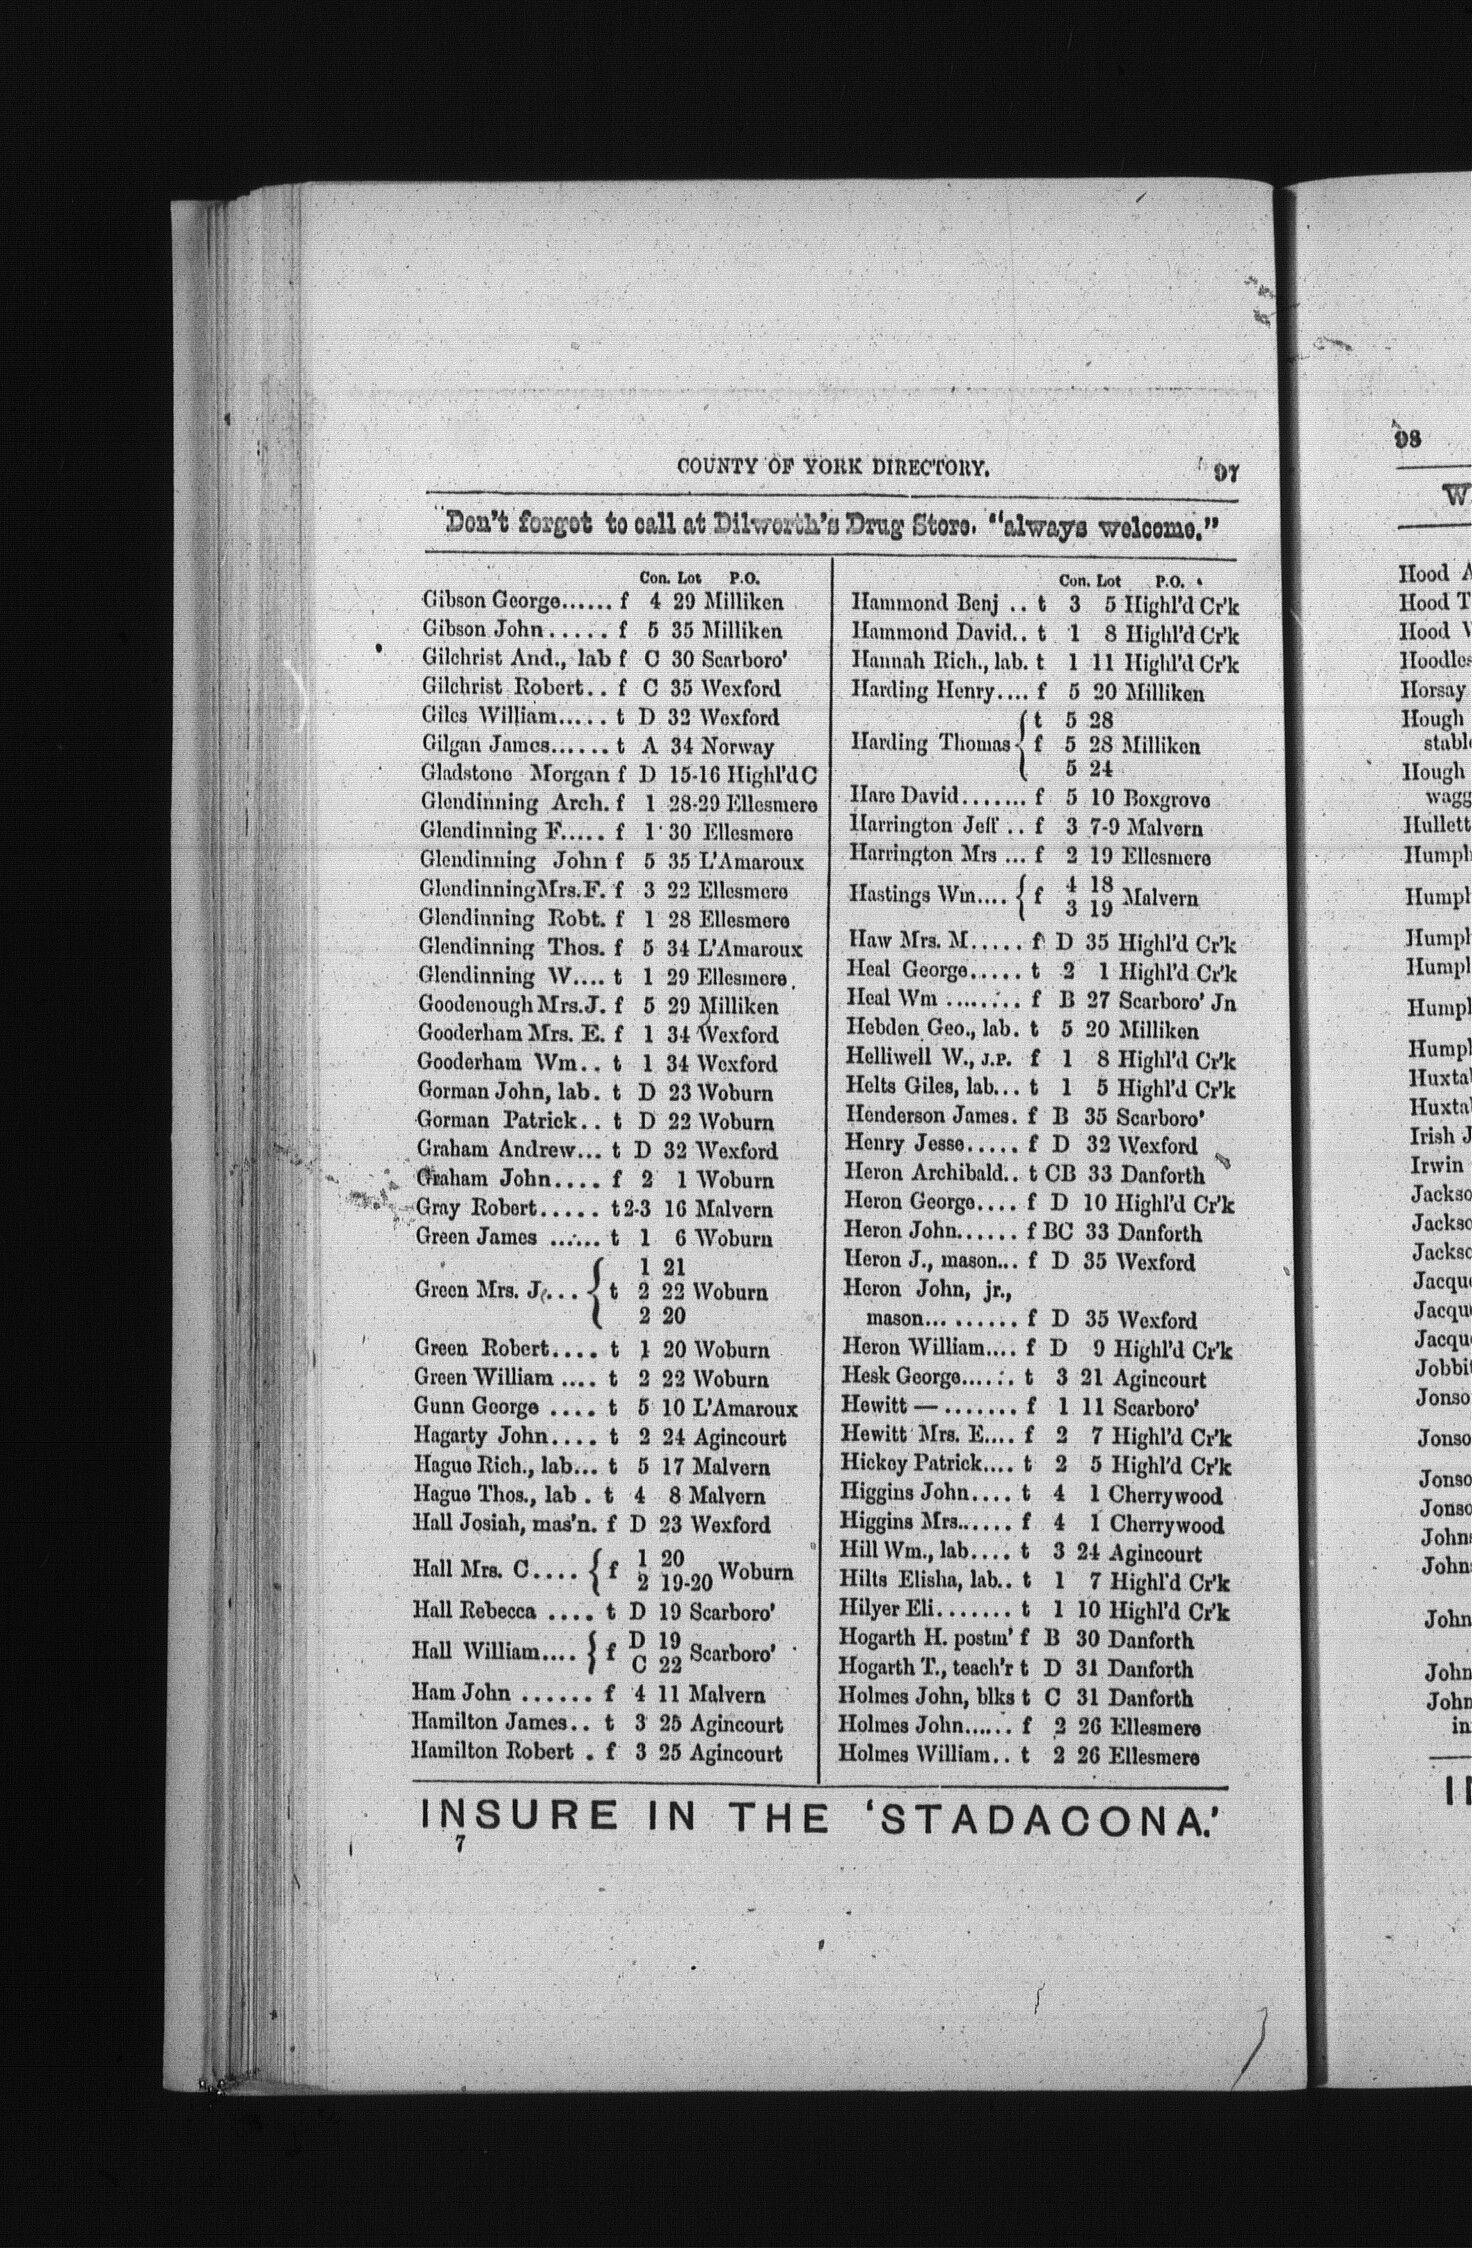 COUNTY OF YORK DIRECTORY. 97
Don't forget to call at Dilworth's Drug Store. "always welcome."
Con. Lot P.O.
Gibson George...... f 4 29 Milliken
Gibson John..... f 5 35 Milliken
Gilchrist And., lab f C 30 Scarboro'
Gilchrist Robert.. f C 35 Wexford
Giles William..... t D 32 Wexford
Gilgan James...... t A 34 Norway
Gladstone Morgan f D 15-16 Highl'd C
Glendinning Arch. f 1 28-29 Ellesmere
Glendinning F..... f 1 30 Ellesmere
Glendinning John f 5 35 L'Amaroux
Glendinning Mrs. F. f 3 22 Ellesmere
Glendinning Robt. f 1 28 Ellesmere
Glendinning Thos. f 5 34 L'Amaroux
Glendinning W.... t 1 29 Ellesmere
Goodenough Mrs. J. f 5 29 Milliken
Gooderham Mrs. E. f 1 34 Wexford
Gooderham Wm.. t 1 34 Wexford
Gorman John, lab. t D 23 Woburn
Gorman Patrick.. t D 22 Woburn
Graham Andrew... t D 32 Wexford
Graham John.... f 2 1 Woburn
Gray Robert..... t 2-3 16 Malvern
Green James ...... t 1 6 Woburn
1 21
Green Mrs. J.... { t 2 22 Woburn
2 20
Green Robert.... t 1 20 Woburn
Green William .... t 2 22 Woburn
Gunn George .... t 5 10 L'Amaroux
Hagarty John.... t 2 24 Agincourt
Hague Rich., lab... t 5 17 Malvern
Hague Thos., lab . t 4 8 Malvern
Hall Josiah, mas'n. f D 23 Wexford
Hall Mrs. C.... { f 1 20 Woburn
2 19-20
Hall Rebecca .... t D 19 Scarboro'
Hall William.... { f D 19 Scarboro'
C 22
Ham John ...... f 4 11 Malvern
Hamilton James.. t 3 25 Agincourt
Hamilton Robert . f 3 25 Agincourt
Con. Lot P.O.
Hammond Benj .. t 3 5 Highl'd Cr'k
Hammond David.. t 1 8 Highl'd Cr'k
Hannah Rich., lab. t 1 11 Highl'd Cr'k
Harding Henry.... f 5 20 Milliken
t 5 28
Harding Thomas { f 5 28 Milliken
5 24
Hare David....... f 5 10 Boxgrove
Harrington Jeff .. f 3 7-9 Malvern
Harrington Mrs ... f 2 19 Ellesmere
Hastings Wm.... { f 4 18 Malvern
3 19
Haw Mrs. M..... f D 35 Highl'd Cr'k
Heal George..... t 2 1 Highl'd Cr'k
Heal Wm ........ f B 27 Scarboro' Jn
Hebden Geo., lab. t 5 20 Milliken
Helliwell W., J.P. f 1 8 Highl'd Cr'k
Helts Giles, lab... t 1 5 Highl'd Cr'k
Henderson James. f B 35 Scarboro'
Henry Jesse..... f D 32 Wexford
Heron Archibald.. t CB 33 Danforth
Heron George.... f D 10 Highl'd Cr'k
Heron John...... f BC 33 Danforth
Heron J., mason... f D 35 Wexford
Heron John, jr.,
mason......... f D 35 Wexford
Heron William.... f D 9 Highl'd Cr'k
Hesk George...... t 3 21 Agincourt
Hewitt — ....... f 1 11 Scarboro'
Hewitt Mrs. E.... f 2 7 Highl'd Cr'k
Hickey Patrick.... t 2 5 Highl'd Cr'k
Higgins John.... t 4 1 Cherrywood
Higgins Mrs...... f 4 1 Cherrywood
Hill Wm., lab.... t 3 24 Agincourt
Hilts Elisha, lab.. t 1 7 Highl'd Cr'k
Hilyer Eli....... t 1 10 Highl'd Cr'k
Hogarth H. postm' f B 30 Danforth
Hogarth T., teach'r t D 31 Danforth
Holmes John, blks t C 31 Danforth
Holmes John...... f 2 26 Ellesmere
Holmes William.. t 2 26 Ellesmere
INSURE IN THE 'STADACONA.'
7
98
Hood
Hood
Hood
Horsay
Hough
Hough
Irish J
Irwin